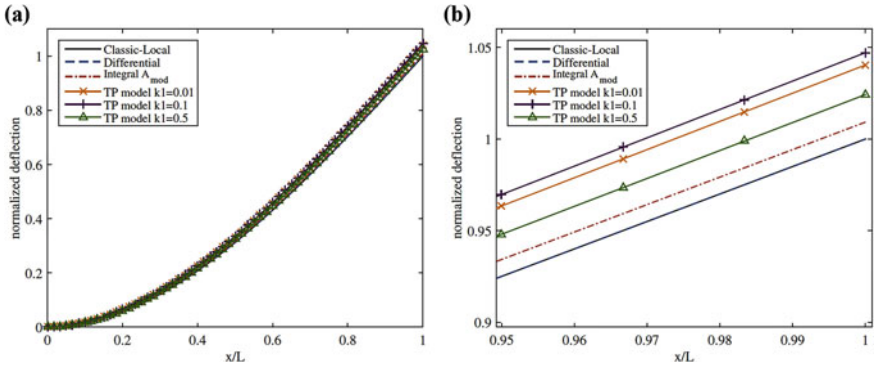 (a)
1
0.8
0.6
0.4
0.2
0
normalized deflection
Classic-Local
Differential
Integral A_mod
TP model k1=0.01
TP model k1=0.1
TP model k1=0.5
0 0.2 0.4 0.6 0.8 1
x/L
(b)
1.05
1
0.95
0.9
normalized deflection
Classic-Local
Differential
Integral A_mod
TP model k1=0.01
TP model k1=0.1
TP model k1=0.5
0.95 0.96 0.97 0.98 0.99 1
x/L